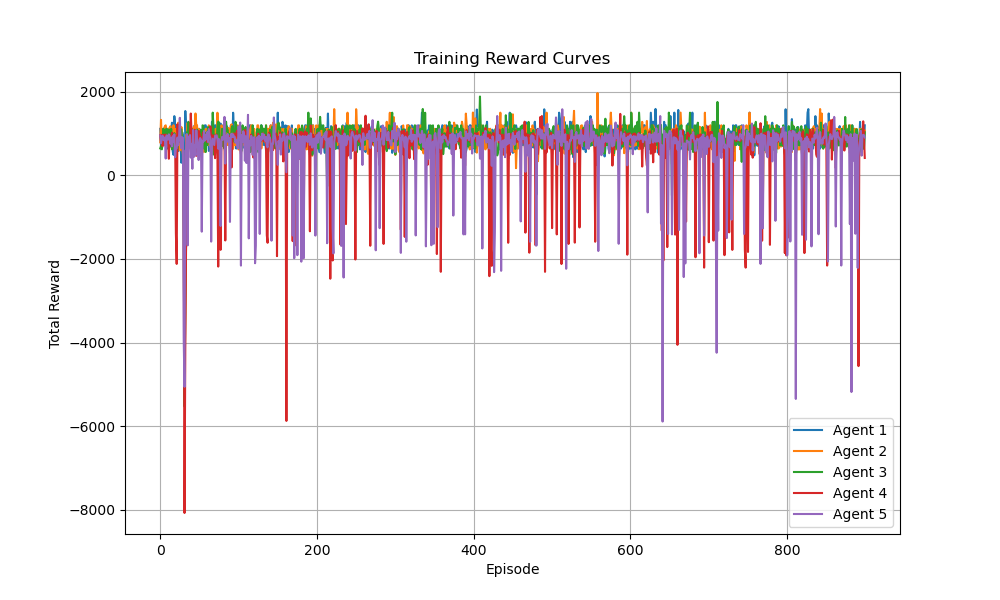 Training Reward Curves
2000
0
−2000
−4000
−6000
−8000
Total Reward
0 200 400 600 800
Episode
Agent 1
Agent 2
Agent 3
Agent 4
Agent 5